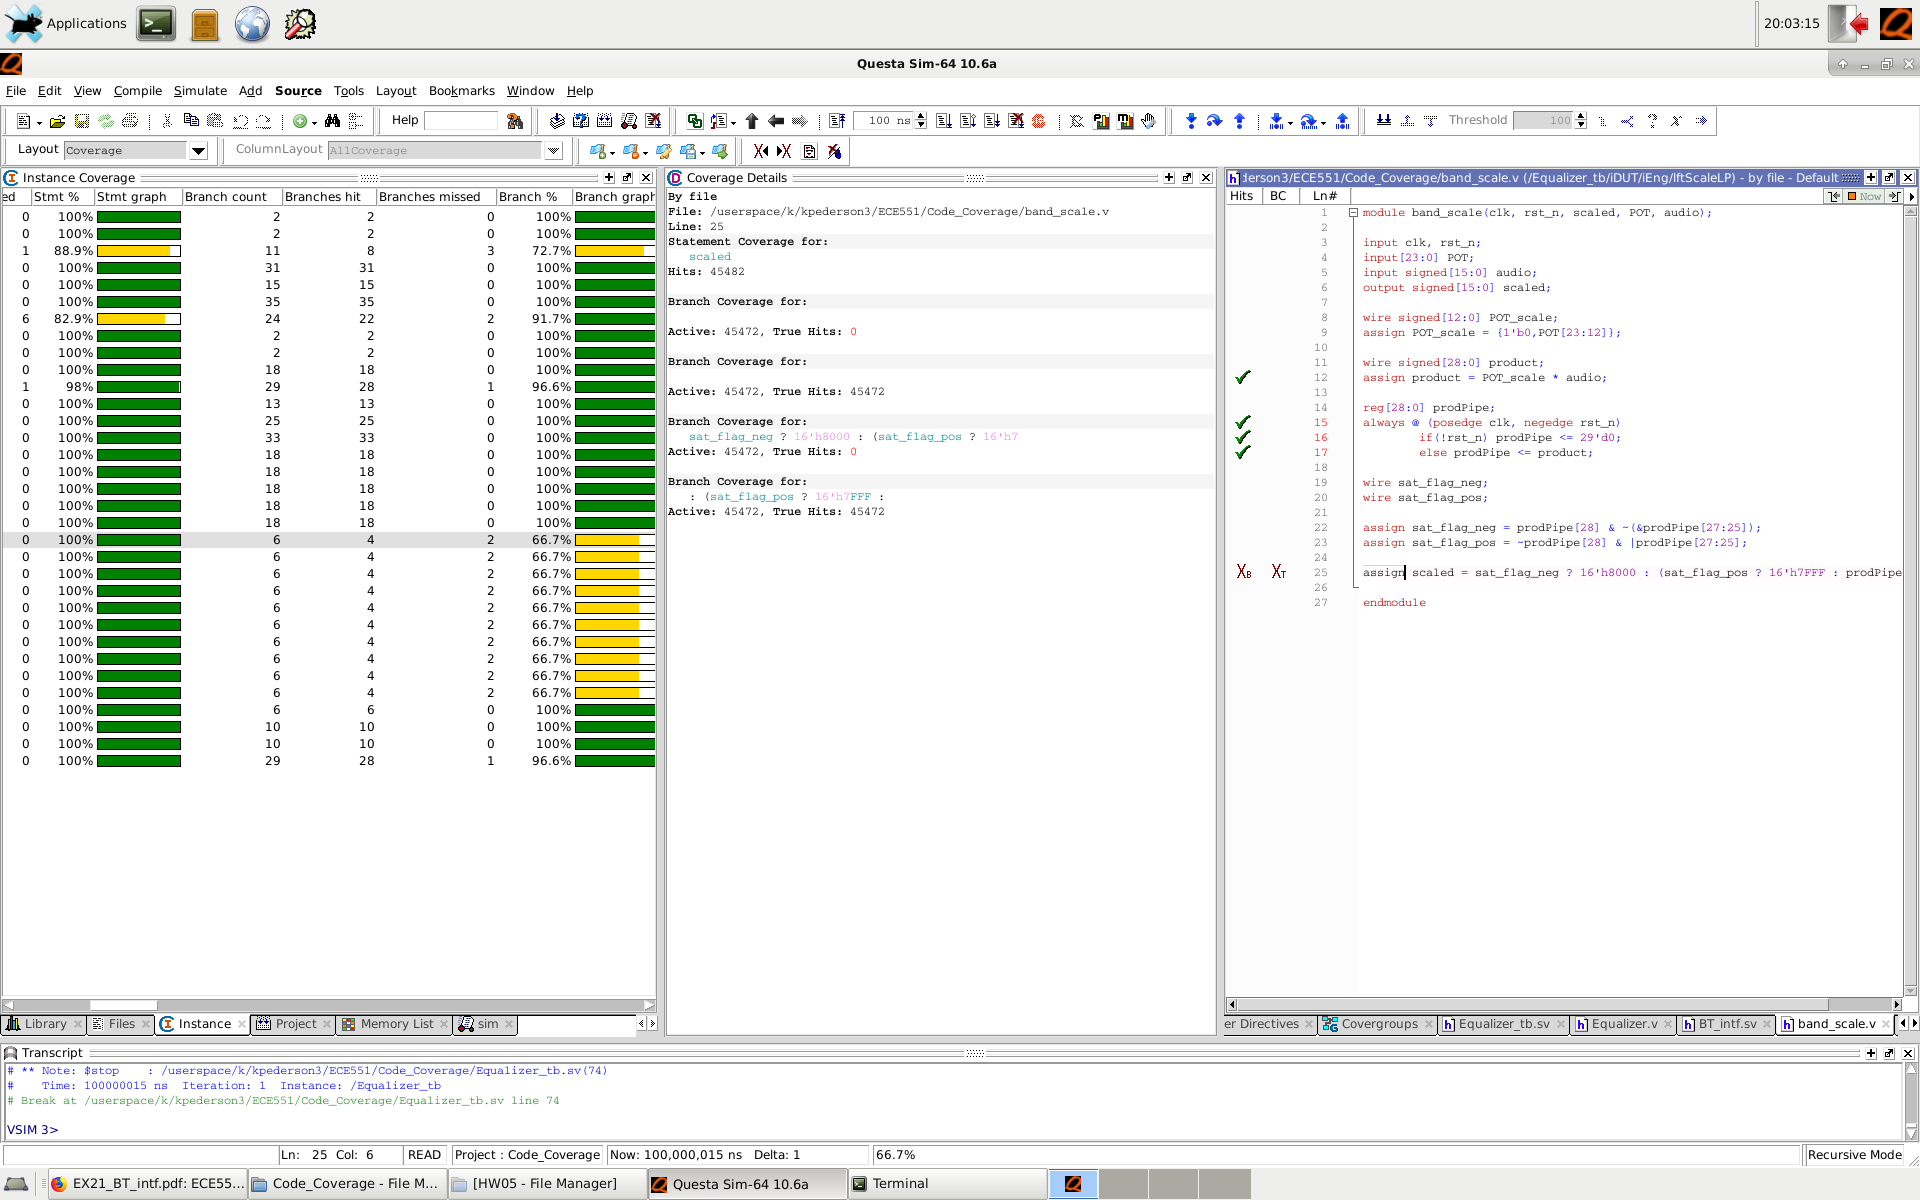 Applications
20:03:15
Questa Sim-64 10.6a
File Edit View Compile Simulate Add Source Tools Layout Bookmarks Window Help
Help
100 ns
Threshold 100
Layout Coverage
ColumnLayout AllCoverage
Instance Coverage
ed Stmt % Stmt graph Branch count Branches hit Branches missed Branch % Branch graph
0 100% 2 2 0 100%
0 100% 2 2 0 100%
1 88.9% 11 8 3 72.7%
0 100% 31 31 0 100%
0 100% 15 15 0 100%
0 100% 35 35 0 100%
6 82.9% 24 22 2 91.7%
0 100% 2 2 0 100%
0 100% 2 2 0 100%
0 100% 18 18 0 100%
1 98% 29 28 1 96.6%
0 100% 13 13 0 100%
0 100% 25 25 0 100%
0 100% 33 33 0 100%
0 100% 18 18 0 100%
0 100% 18 18 0 100%
0 100% 18 18 0 100%
0 100% 18 18 0 100%
0 100% 18 18 0 100%
0 100% 6 4 2 66.7%
0 100% 6 4 2 66.7%
0 100% 6 4 2 66.7%
0 100% 6 4 2 66.7%
0 100% 6 4 2 66.7%
0 100% 6 4 2 66.7%
0 100% 6 4 2 66.7%
0 100% 6 4 2 66.7%
0 100% 6 4 2 66.7%
0 100% 6 4 2 66.7%
0 100% 6 6 0 100%
0 100% 10 10 0 100%
0 100% 10 10 0 100%
0 100% 29 28 1 96.6%
Library Files Instance Project Memory List sim
Coverage Details
By file
File: /userspace/k/kpederson3/ECE551/Code_Coverage/band_scale.v
Line: 25
Statement Coverage for:
scaled
Hits: 45482
Branch Coverage for:
Active: 45472, True Hits: 0
Branch Coverage for:
Active: 45472, True Hits: 45472
Branch Coverage for:
sat_flag_neg ? 16'h8000 : (sat_flag_pos ? 16'h7
Active: 45472, True Hits: 0
Branch Coverage for:
: (sat_flag_pos ? 16'h7FFF :
Active: 45472, True Hits: 45472
derson3/ECE551/Code_Coverage/band_scale.v (/Equalizer_tb/iDUT/iEng/lftScaleLP) - by file - Default
Hits BC Ln# Now
1 module band_scale(clk, rst_n, scaled, POT, audio);
2
3 input clk, rst_n;
4 input[23:0] POT;
5 input signed[15:0] audio;
6 output signed[15:0] scaled;
7
8 wire signed[12:0] POT_scale;
9 assign POT_scale = {1'b0,POT[23:12]};
10
11 wire signed[28:0] product;
12 assign product = POT_scale * audio;
13
14 reg[28:0] prodPipe;
15 always @ (posedge clk, negedge rst_n)
16 if(!rst_n) prodPipe <= 29'd0;
17 else prodPipe <= product;
18
19 wire sat_flag_neg;
20 wire sat_flag_pos;
21
22 assign sat_flag_neg = prodPipe[28] & ~(&prodPipe[27:25]);
23 assign sat_flag_pos = ~prodPipe[28] & |prodPipe[27:25];
24
XB XT 25 assign scaled = sat_flag_neg ? 16'h8000 : (sat_flag_pos ? 16'h7FFF : prodPipe
26
27 endmodule
er Directives Covergroups Equalizer_tb.sv Equalizer.v BT_intf.sv band_scale.v
Transcript
# ** Note: $stop : /userspace/k/kpederson3/ECE551/Code_Coverage/Equalizer_tb.sv(74)
# Time: 100000015 ns Iteration: 1 Instance: /Equalizer_tb
# Break at /userspace/k/kpederson3/ECE551/Code_Coverage/Equalizer_tb.sv line 74
VSIM 3>
Ln: 25 Col: 6 READ Project : Code_Coverage Now: 100,000,015 ns Delta: 1 66.7% Recursive Mode
EX21_BT_intf.pdf: ECE55... Code_Coverage - File M... [HW05 - File Manager] Questa Sim-64 10.6a Terminal